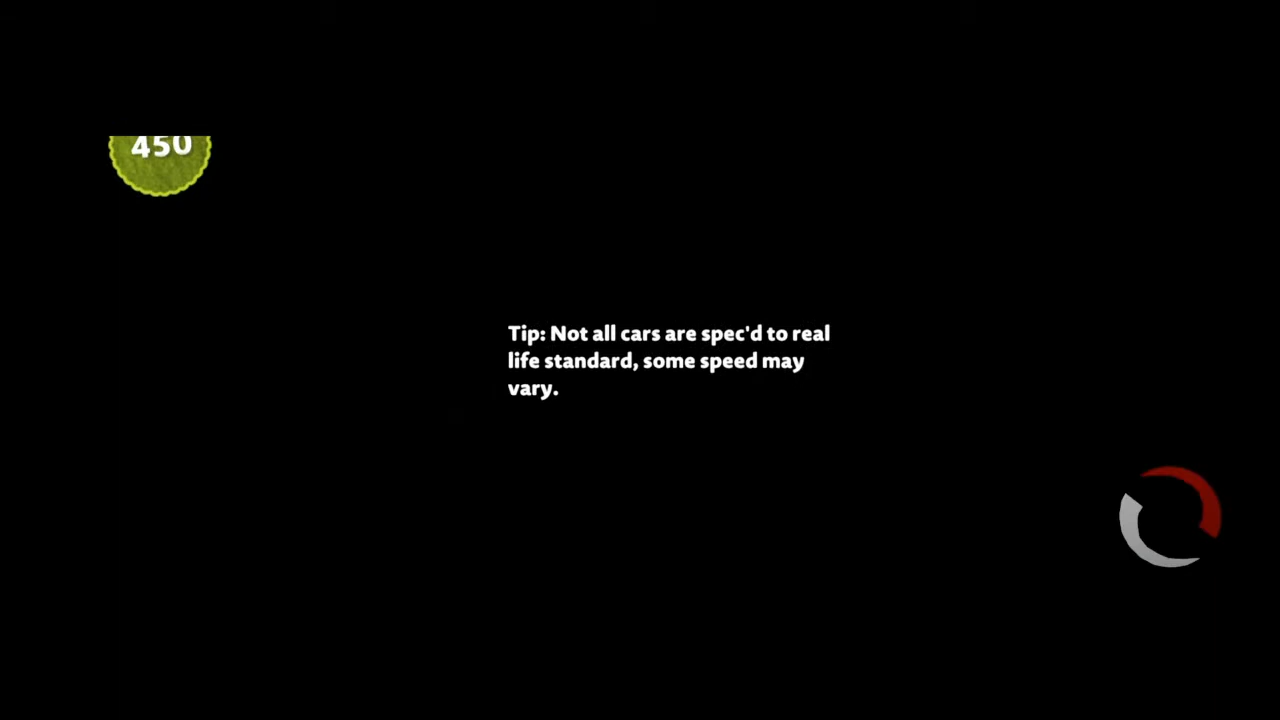 450
Tip: Not all cars are spec'd to real
life standard, some speed may
vary.